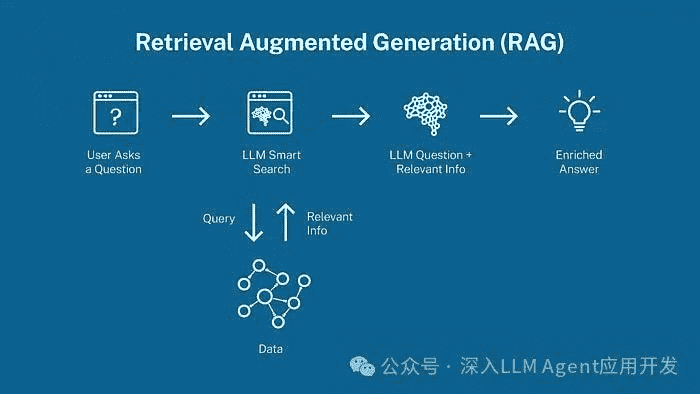 Retrieval Augmented Generation (RAG)
?
User Asks
a Question
LLM Smart
Search
LLM Question +
Relevant Info
Enriched
Answer
Query
Relevant
Info
Data
公众号 · 深入LLM Agent应用开发